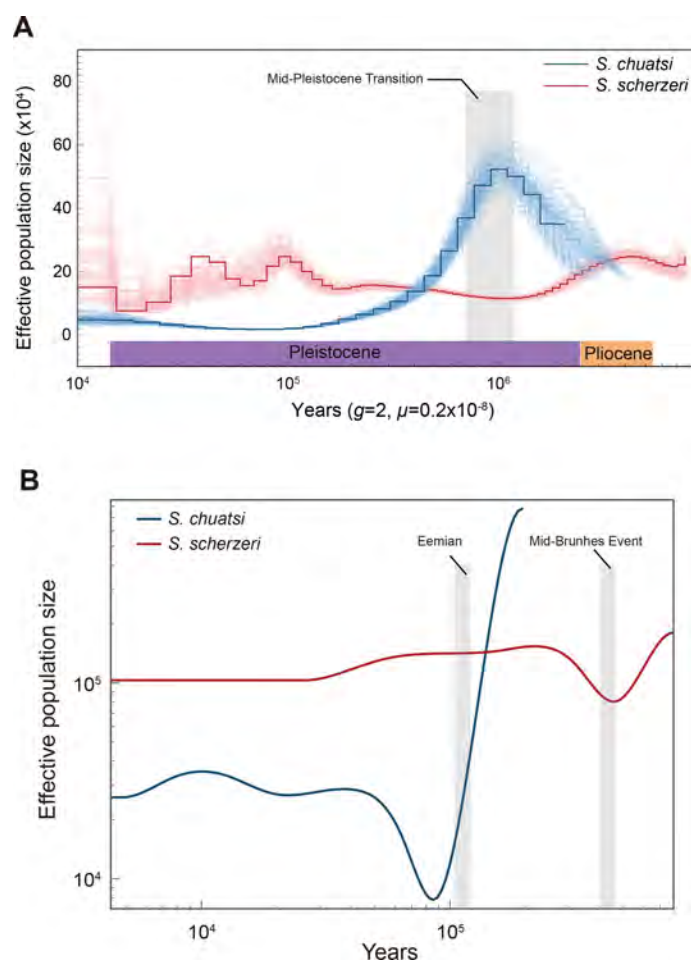 A
80
60
40
20
0
Effective population size (x10⁴)
Mid-Pleistocene Transition
S. chuatsi
S. scherzeri
Pleistocene
Pliocene
10⁴
10⁵
10⁶
Years (g=2, μ=0.2x10⁻⁸)
B
S. chuatsi
S. scherzeri
Eemian
Mid-Brunhes Event
Effective population size
10⁵
10⁴
10⁴
10⁵
Years